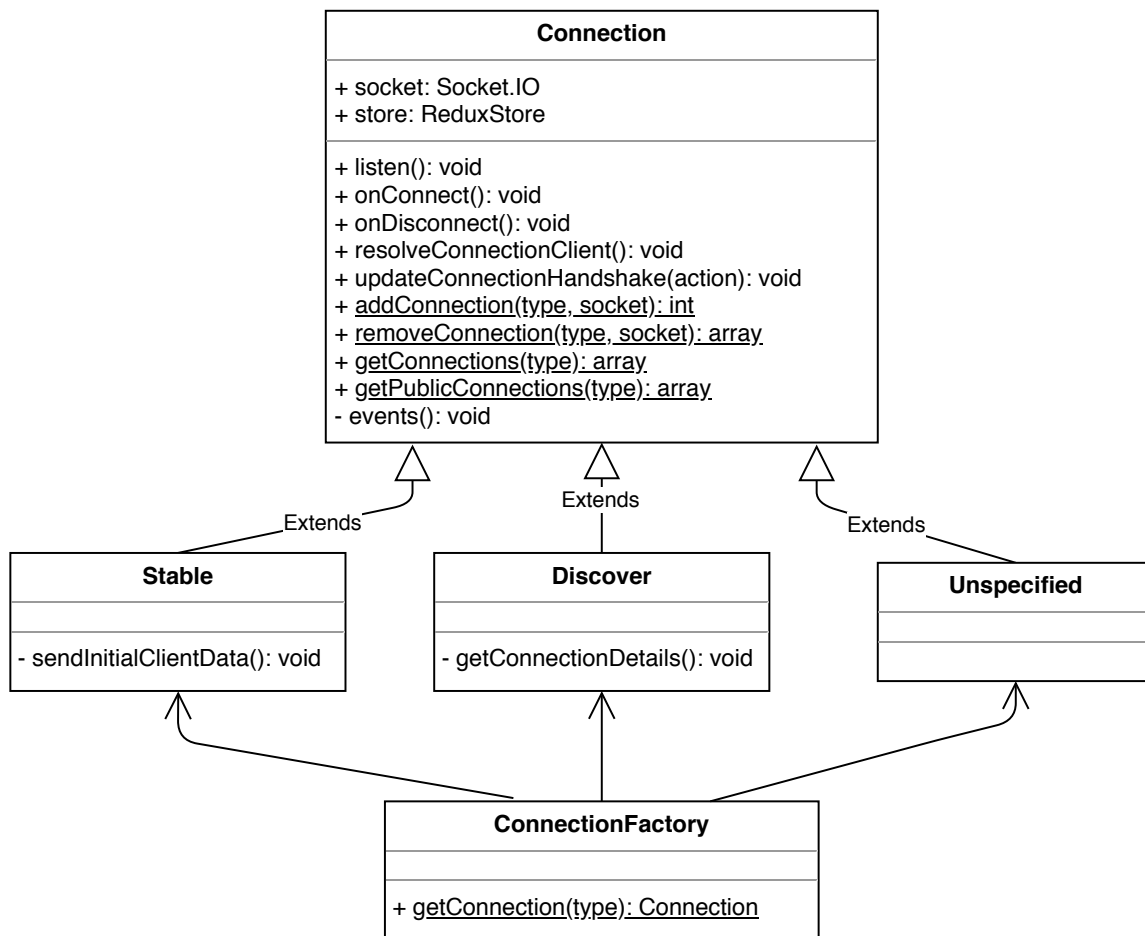 Connection
+ socket: Socket.IO
+ store: ReduxStore
+ listen(): void
+ onConnect(): void
+ onDisconnect(): void
+ resolveConnectionClient(): void
+ updateConnectionHandshake(action): void
+ addConnection(type, socket): int
+ removeConnection(type, socket): array
+ getConnections(type): array
+ getPublicConnections(type): array
- events(): void
Extends
Extends
Extends
Stable
- sendInitialClientData(): void
Discover
- getConnectionDetails(): void
Unspecified
ConnectionFactory
+ getConnection(type): Connection